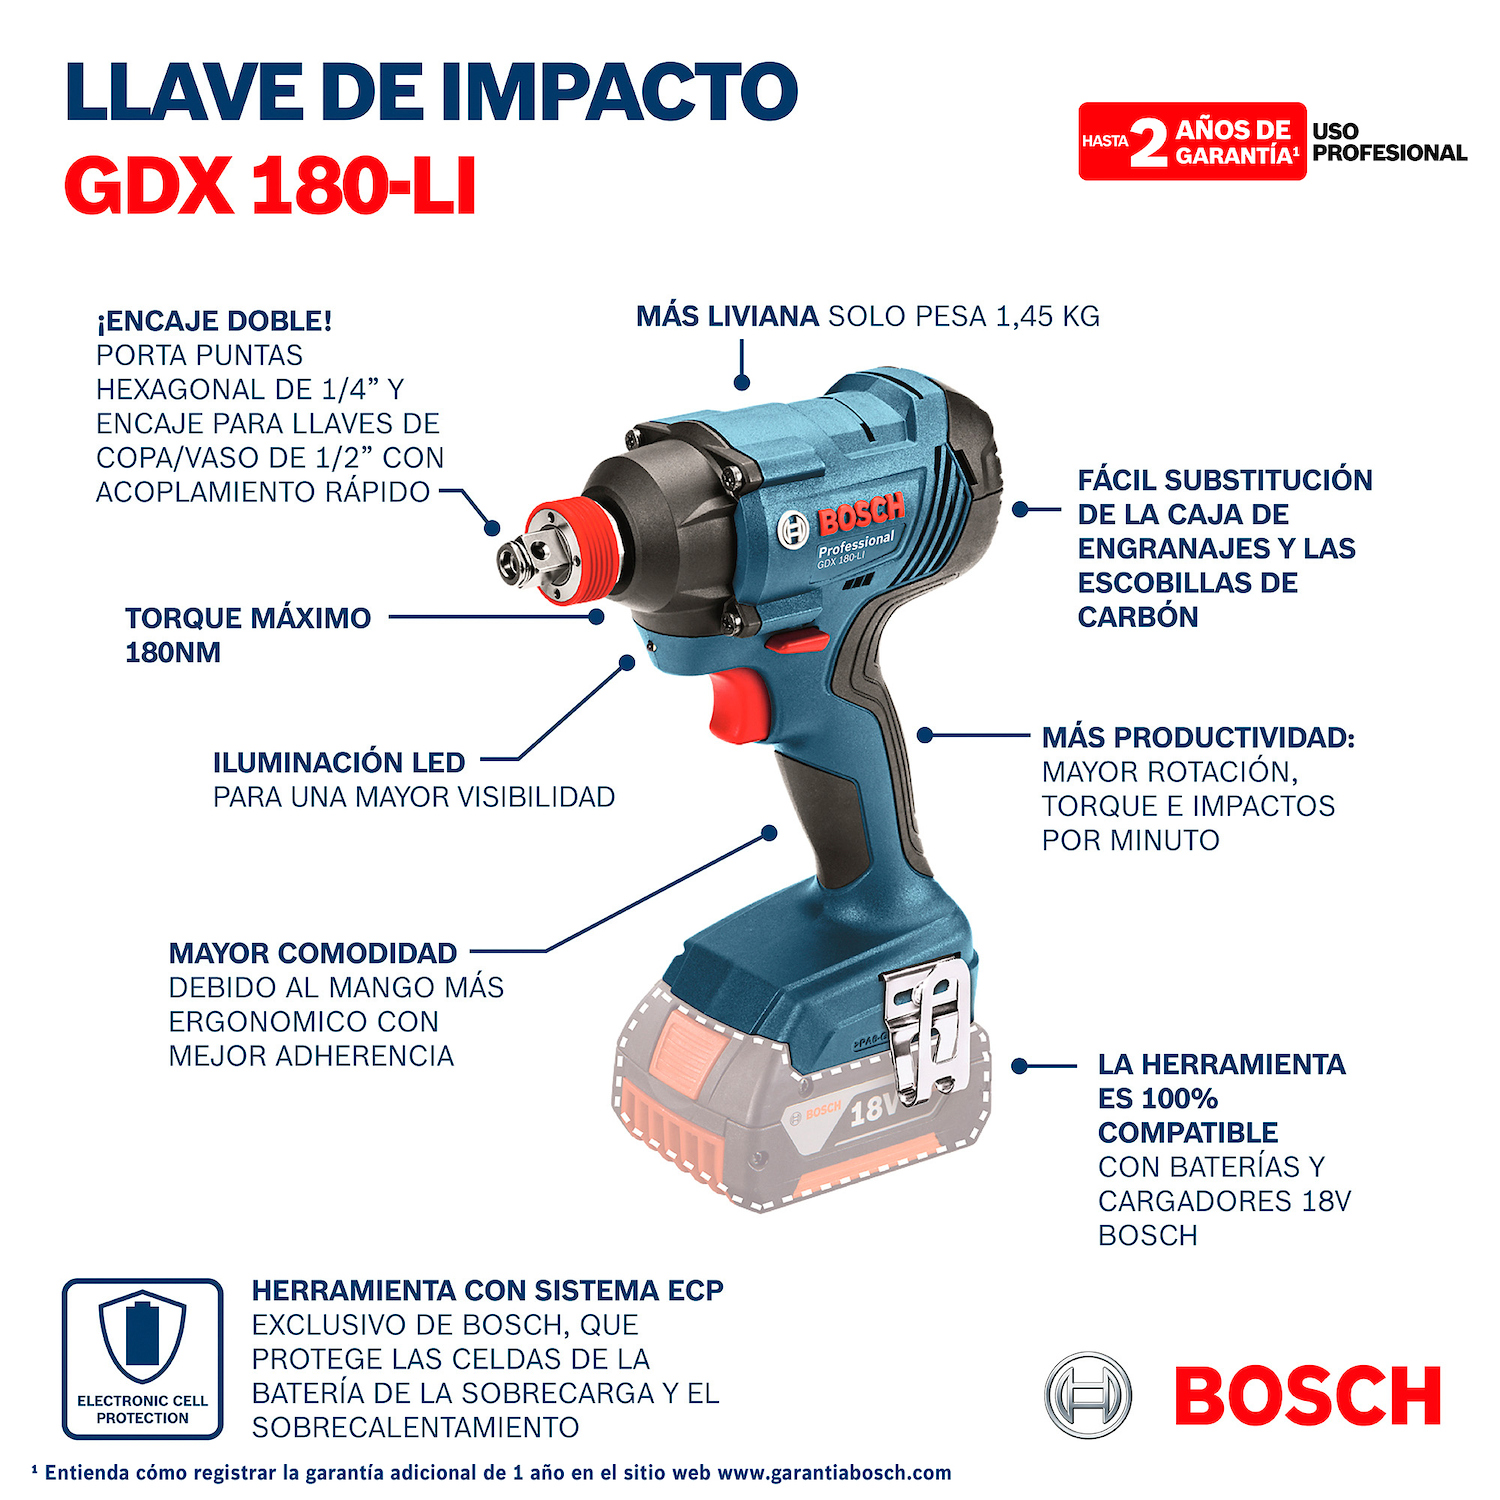 LLAVE DE IMPACTO
GDX 180-LI
HASTA 2 AÑOS DE GARANTÍA¹
USO PROFESIONAL
¡ENCAJE DOBLE!
PORTA PUNTAS
HEXAGONAL DE 1/4” Y
ENCAJE PARA LLAVES DE
COPA/VASO DE 1/2” CON
ACOPLAMIENTO RÁPIDO
MÁS LIVIANA SOLO PESA 1,45 KG
FÁCIL SUBSTITUCIÓN
DE LA CAJA DE
ENGRANAJES Y LAS
ESCOBILLAS DE
CARBÓN
BOSCH
Professional
GDX 180-LI
TORQUE MÁXIMO
180NM
ILUMINACIÓN LED
PARA UNA MAYOR VISIBILIDAD
MÁS PRODUCTIVIDAD:
MAYOR ROTACIÓN,
TORQUE E IMPACTOS
POR MINUTO
MAYOR COMODIDAD
DEBIDO AL MANGO MÁS
ERGONOMICO CON
MEJOR ADHERENCIA
BOSCH 18V
LA HERRAMIENTA
ES 100%
COMPATIBLE
CON BATERÍAS Y
CARGADORES 18V
BOSCH
ELECTRONIC CELL
PROTECTION
HERRAMIENTA CON SISTEMA ECP
EXCLUSIVO DE BOSCH, QUE
PROTEGE LAS CELDAS DE LA
BATERÍA DE LA SOBRECARGA Y EL
SOBRECALENTAMIENTO
BOSCH
¹ Entienda cómo registrar la garantía adicional de 1 año en el sitio web www.garantiabosch.com